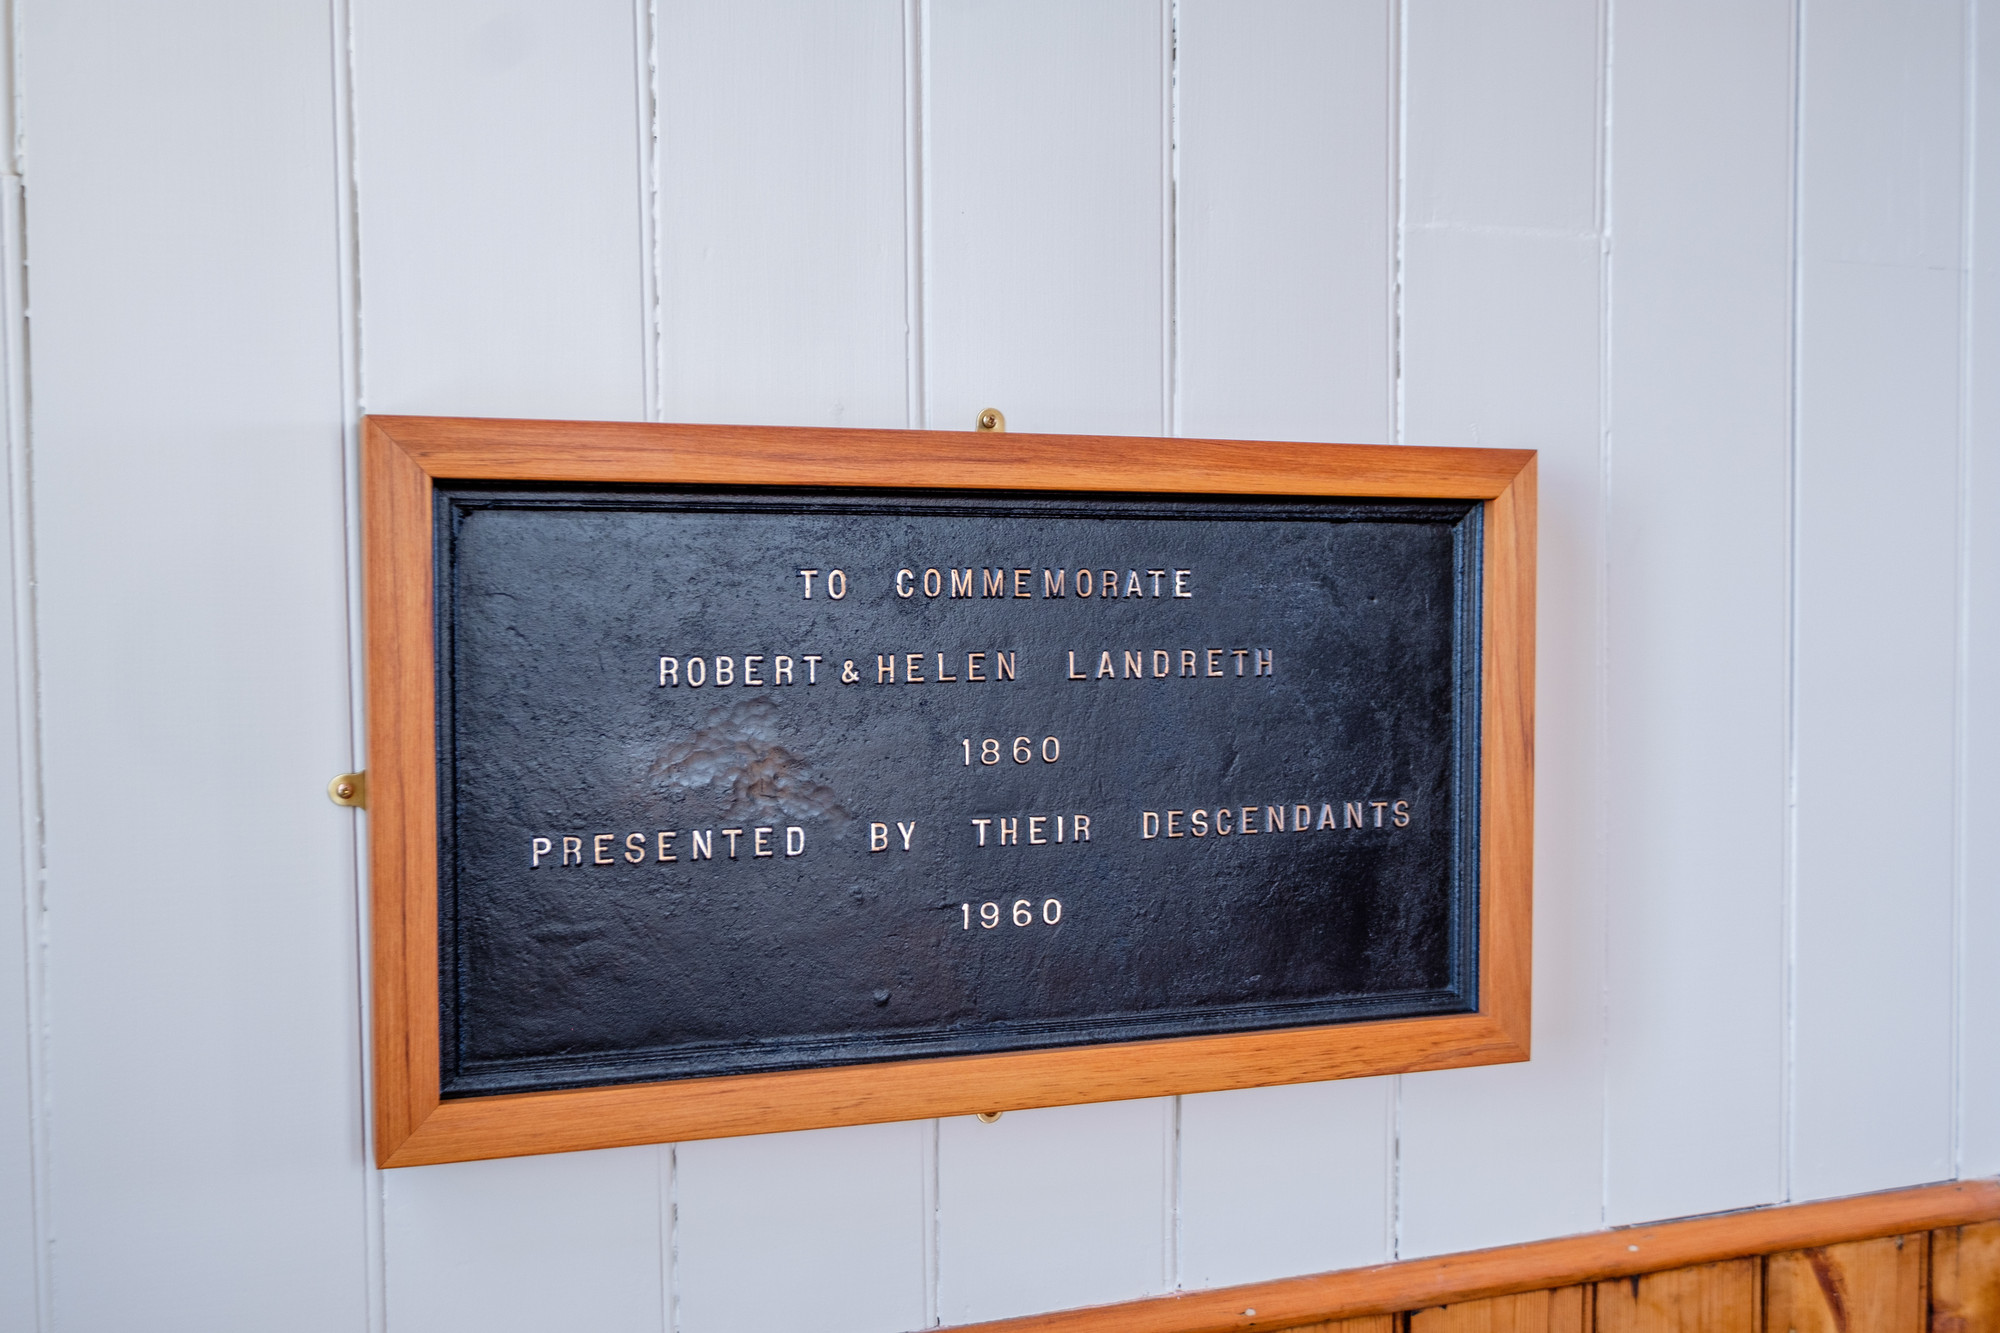 TO COMMEMORATE
ROBERT & HELEN LANDRETH
1860
PRESENTED BY THEIR DESCENDANTS
1960